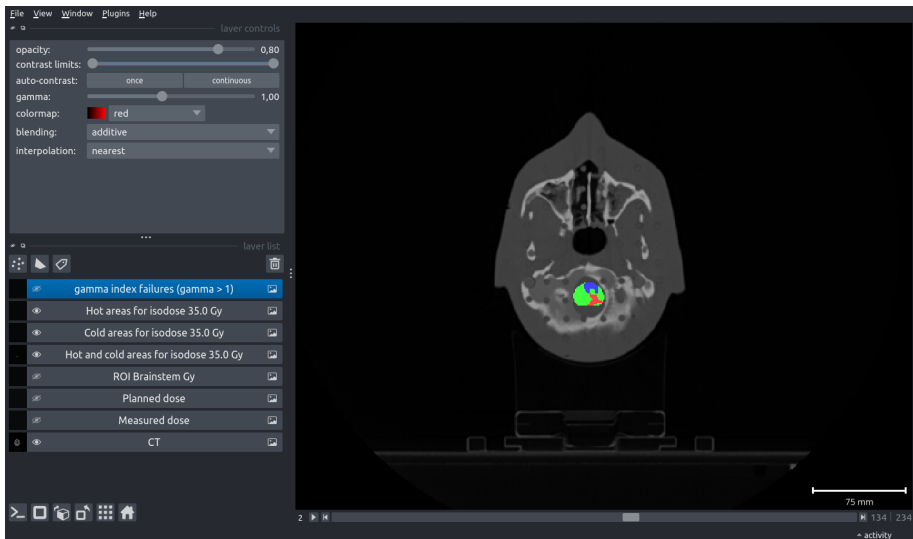 File View Window Plugins Help
layer controls
opacity: 0,80
contrast limits:
auto-contrast: once continuous
gamma: 1,00
colormap: red
blending: additive
interpolation: nearest
layer list
gamma index failures (gamma > 1)
Hot areas for isodose 35.0 Gy
Cold areas for isodose 35.0 Gy
Hot and cold areas for isodose 35.0 Gy
ROI Brainstem Gy
Planned dose
Measured dose
CT
75 mm
2 134 234
activity